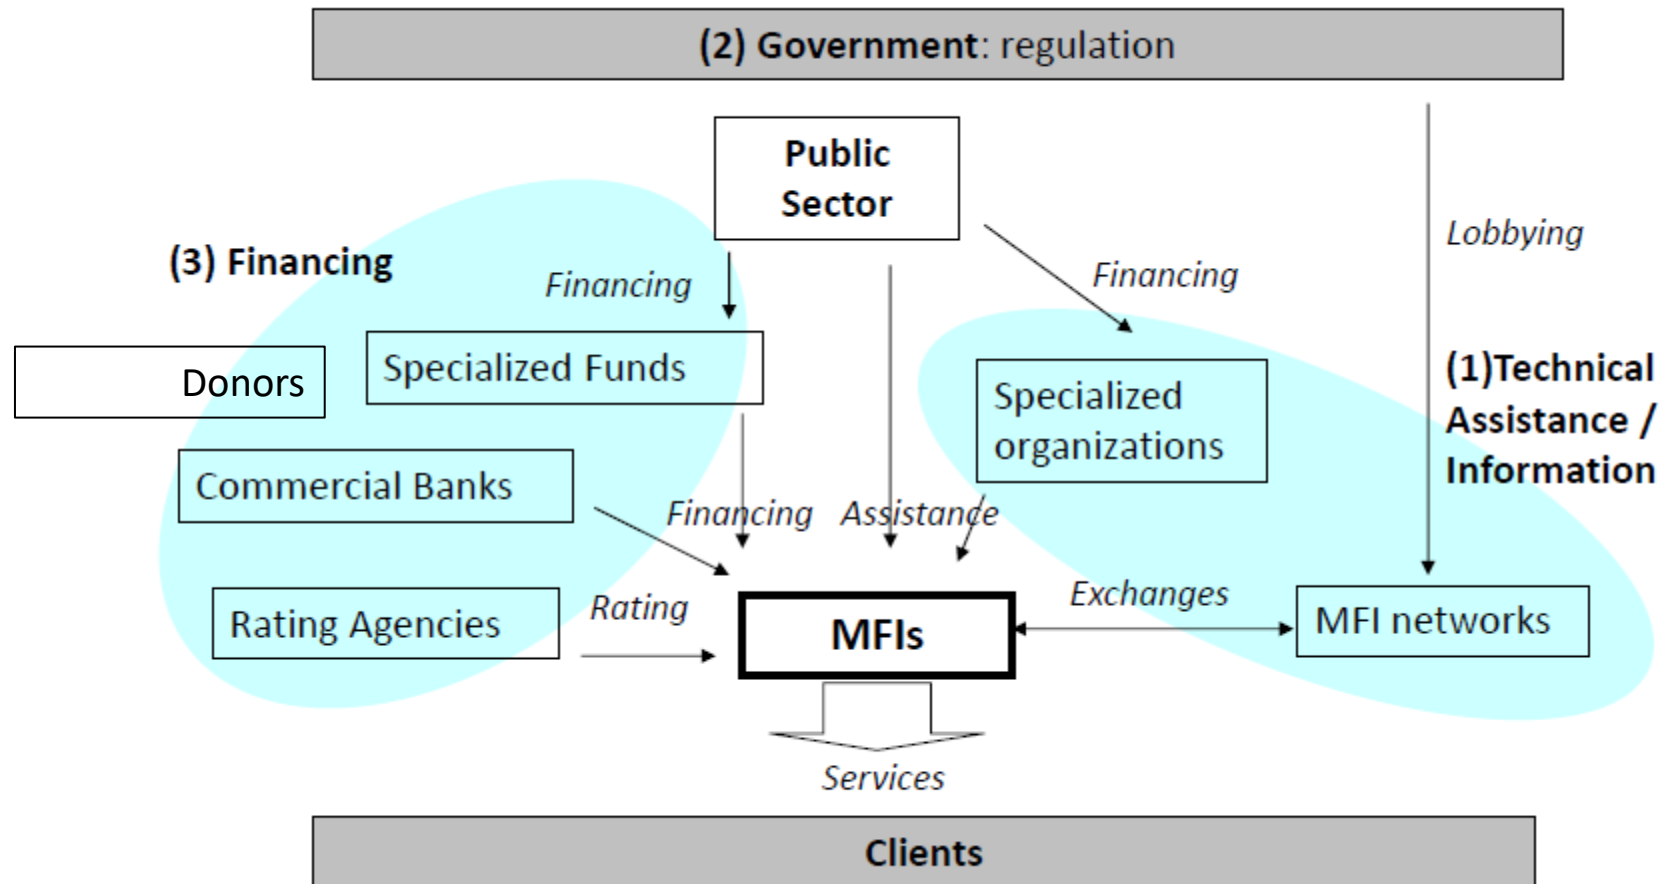 (2) Government: regulation
Public
Sector
Lobbying
(3) Financing
Financing
Financing
Donors
Specialized Funds
Specialized
organizations
(1)Technical
Assistance /
Information
Commercial Banks
Financing
Assistance
Rating Agencies
Rating
MFIs
Exchanges
MFI networks
Services
Clients